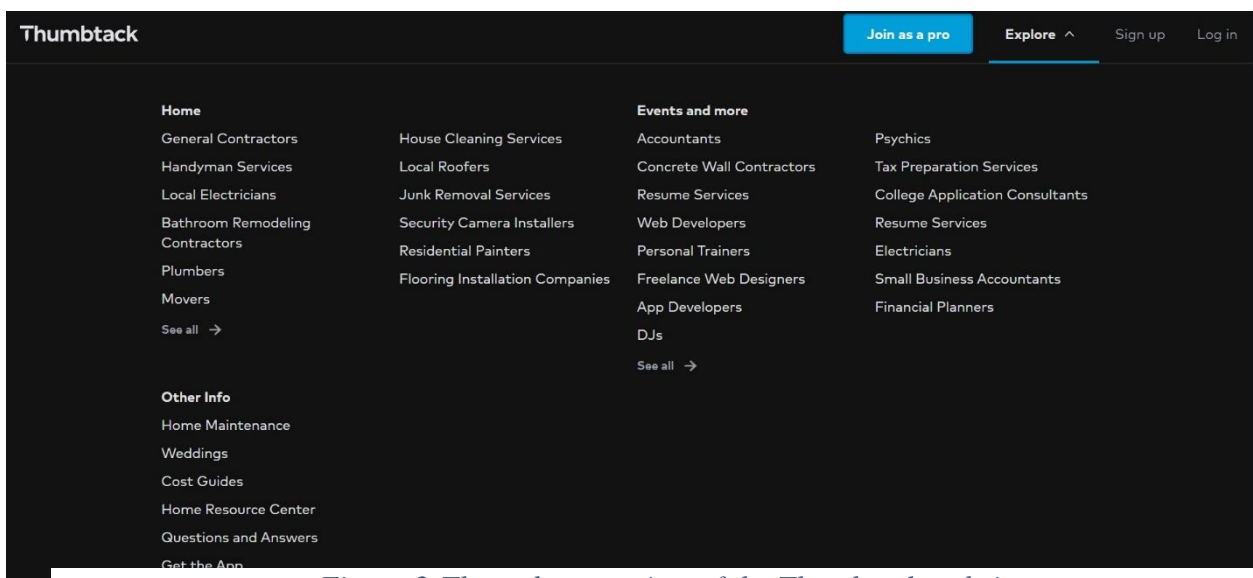 Thumbtack
Join as a pro
Explore
Sign up
Log in
Home
General Contractors
Handyman Services
Local Electricians
Bathroom Remodeling
Contractors
Plumbers
Movers
See all →
House Cleaning Services
Local Roofers
Junk Removal Services
Security Camera Installers
Residential Painters
Flooring Installation Companies
Events and more
Accountants
Concrete Wall Contractors
Resume Services
Web Developers
Personal Trainers
Freelance Web Designers
App Developers
DJs
See all →
Psychics
Tax Preparation Services
College Application Consultants
Resume Services
Electricians
Small Business Accountants
Financial Planners
Other Info
Home Maintenance
Weddings
Cost Guides
Home Resource Center
Questions and Answers
Get the App